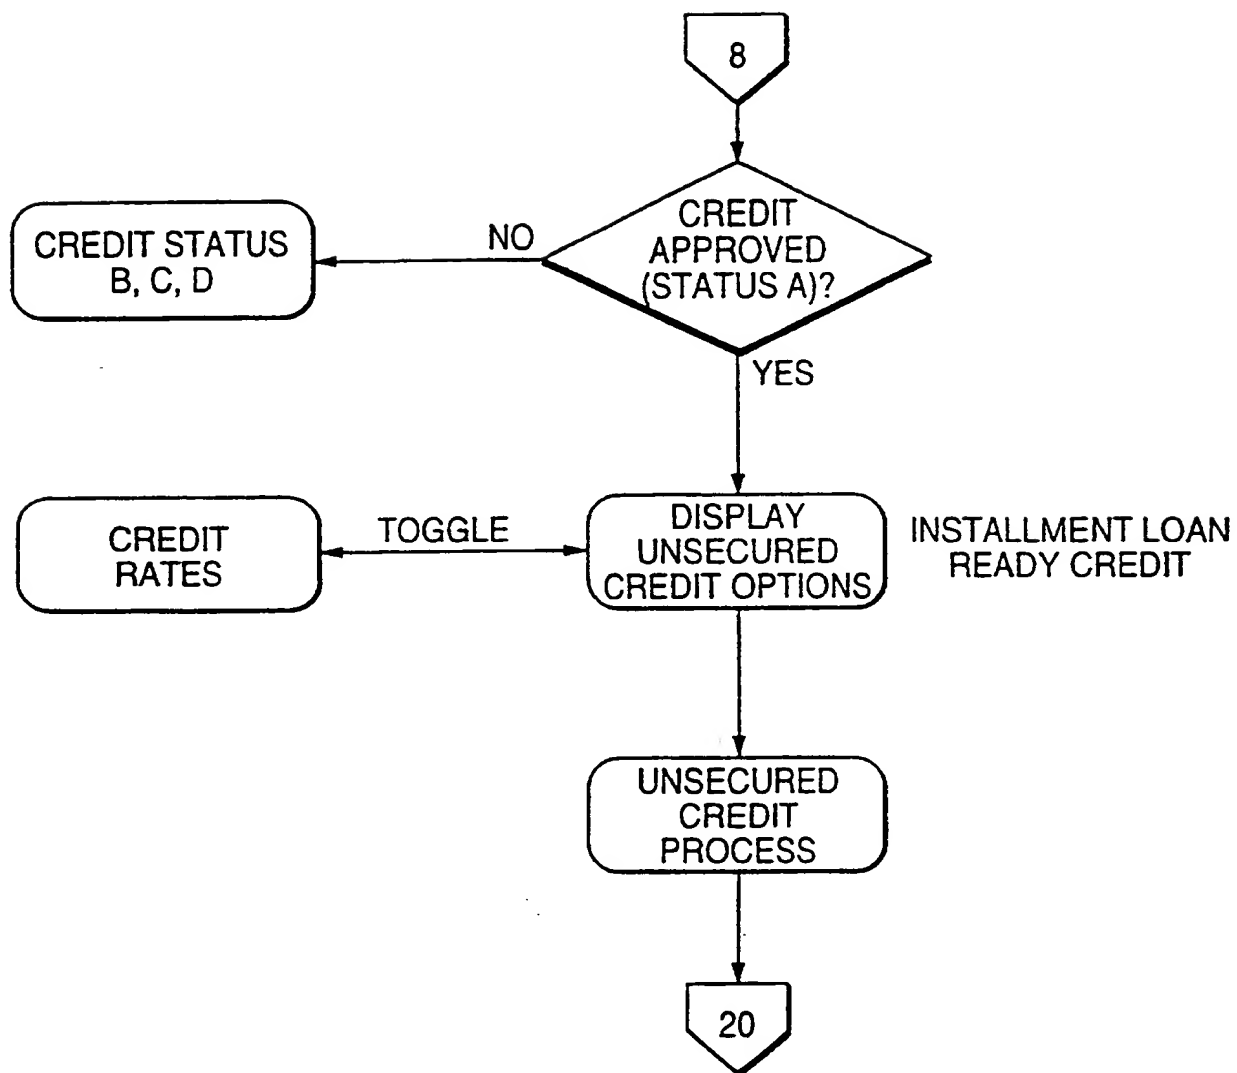 8
CREDIT
APPROVED
(STATUS A)?
NO
CREDIT STATUS
B, C, D
YES
CREDIT
RATES
TOGGLE
DISPLAY
UNSECURED
CREDIT OPTIONS
INSTALLMENT LOAN
READY CREDIT
UNSECURED
CREDIT
PROCESS
20